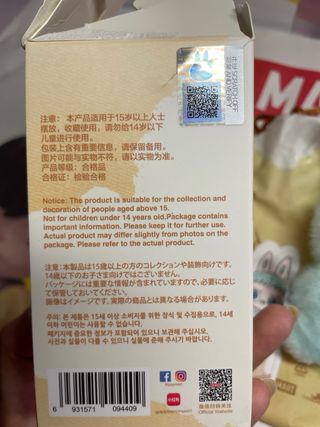 注意：本产品适用于15岁以上人士
摆放，收藏使用，请勿给14岁以下
儿童进行使用。
包装上含有重要信息，请保留备用。
图片可能与实物不符，请以实物为准。
产品等级：合格品
合格证：检验合格
Notice: The product is suitable for the collection and
decoration of people aged above 15.
Not for children under 14 years old.Package contains
important information. Please keep it for further use.
Actual product may differ slightly from photos on the
package. Please refer to the actual product.
注意:本製品は15歳以上の方のコレクションや装飾向けです。
14歳以下のお子さま向けではございません。
パッケージには重要な情報が含まれていますので、必要に応じ
て保管しておいてください。
画像はイメージです。実際の商品とは異なる場合があります。
주의: 본 제품은 15세 이상 소비자를 위한 장식 및 수집용으로, 14세
이하 어린이는 사용할 수 없습니다.
패키지에 중요한 정보가 포함되어 있으니 보관해 주십시오.
사진과 실물이 다를 수 있으니 실물에 준해 주시기 바랍니다.
小红书
Official Website
6 931571 094409
MA